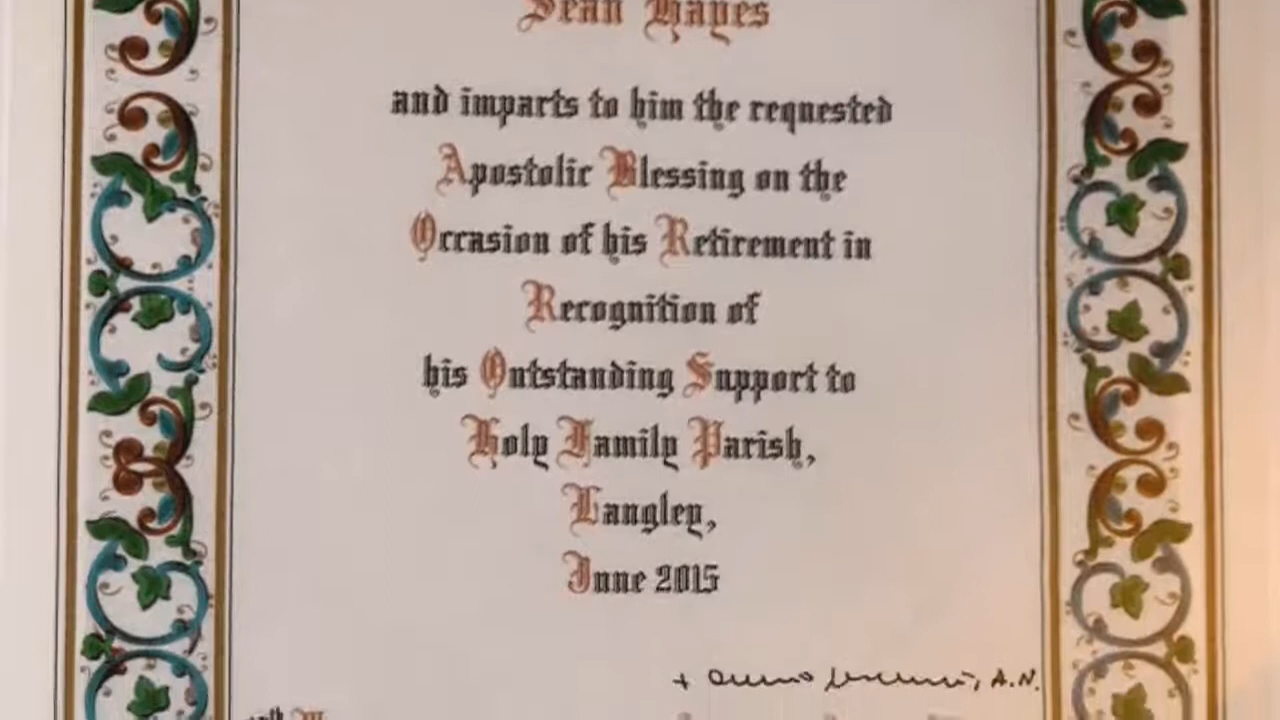 Sean Hayes
and imparts to him the requested
Apostolic Blessing on the
Occasion of his Retirement in
Recognition of
his Outstanding Support to
Holy Family Parish,
Langley,
June 2015
+ A.N.